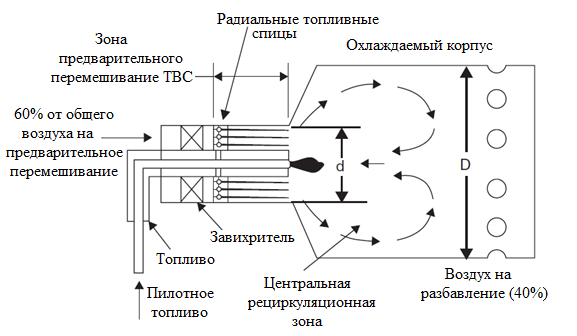 Радиальные топливные
спицы
Зона
предварительного
перемешивание ТВС
Охлаждаемый корпус
60% от общего
воздуха на
предварительное
перемешивание
d
D
Завихритель
Топливо
Пилотное
топливо
Центральная
рециркуляционная
зона
Воздух на
разбавление (40%)